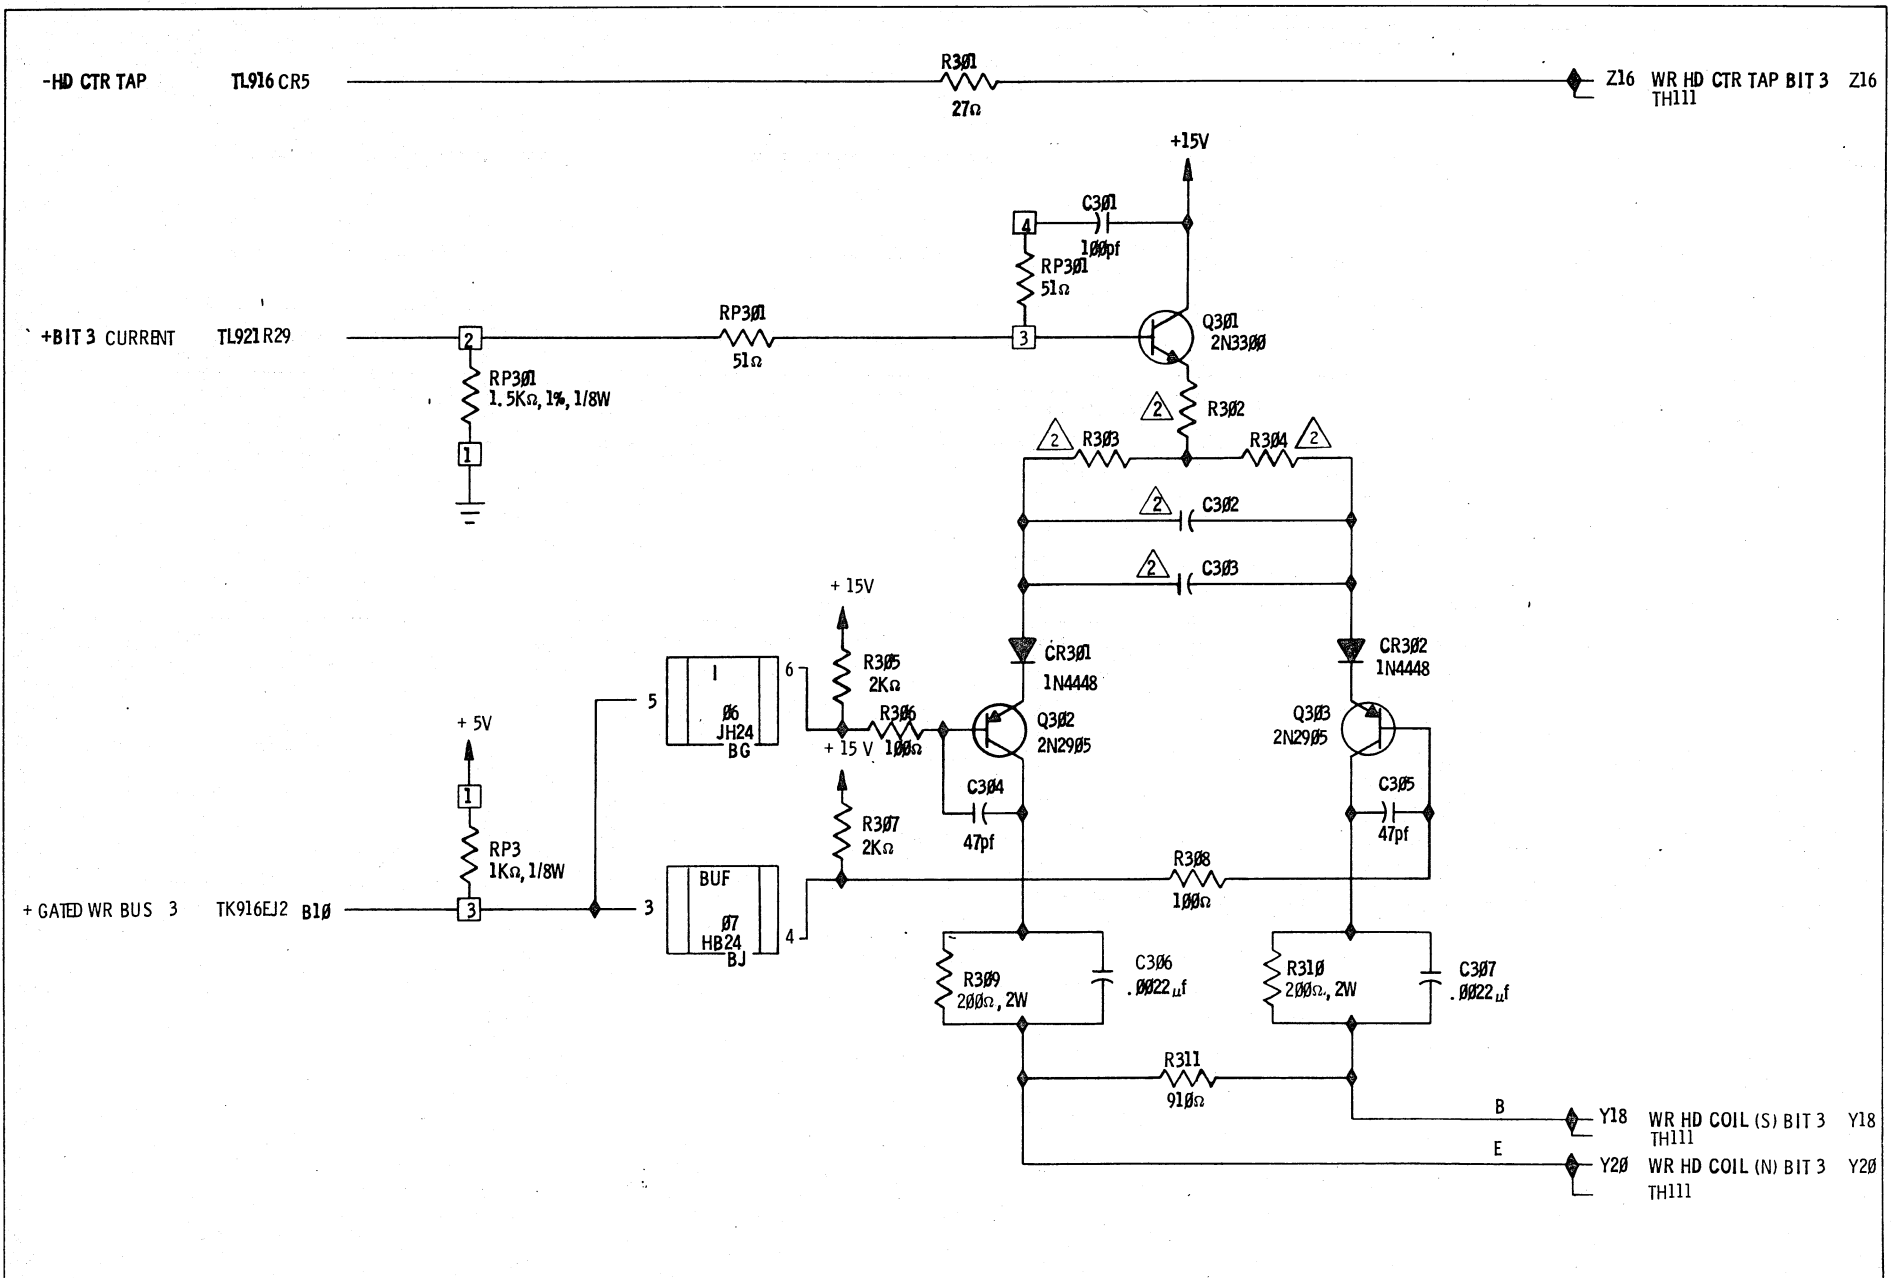 -HD CTR TAP TL916 CR5
R3Ø1
27Ω
Z16 WR HD CTR TAP BIT 3 Z16
TH111
+15V
C3Ø1
1ØØpf
4
RP3Ø1
51Ω
+BIT 3 CURRENT TL921 R29
2
RP3Ø1
51Ω
3
Q3Ø1
2N33ØØ
RP3Ø1
1.5KΩ, 1%, 1/8W
1
2
R3Ø2
2
R3Ø3
R3Ø4
2
2
C3Ø2
2
C3Ø3
+ 15V
R3Ø5
2KΩ
CR3Ø1
1N4448
CR3Ø2
1N4448
5
I
Ø6
JH24
BG
6
R3Ø6
1ØØΩ
+ 15 V
Q3Ø2
2N29Ø5
Q3Ø3
2N29Ø5
+ 5V
1
RP3
1KΩ, 1/8W
R3Ø7
2KΩ
C3Ø4
47pf
C3Ø5
47pf
R3Ø8
1ØØΩ
+ GATED WR BUS 3 TK916EJ2 B1Ø
3
3
BUF
Ø7
HB24
BJ
4
R3Ø9
2ØØΩ, 2W
C3Ø6
.ØØ22 μf
R31Ø
2ØØΩ, 2W
C3Ø7
.ØØ22 μf
R311
91ØΩ
B
Y18 WR HD COIL (S) BIT 3 Y18
TH111
E
Y2Ø WR HD COIL (N) BIT 3 Y2Ø
TH111